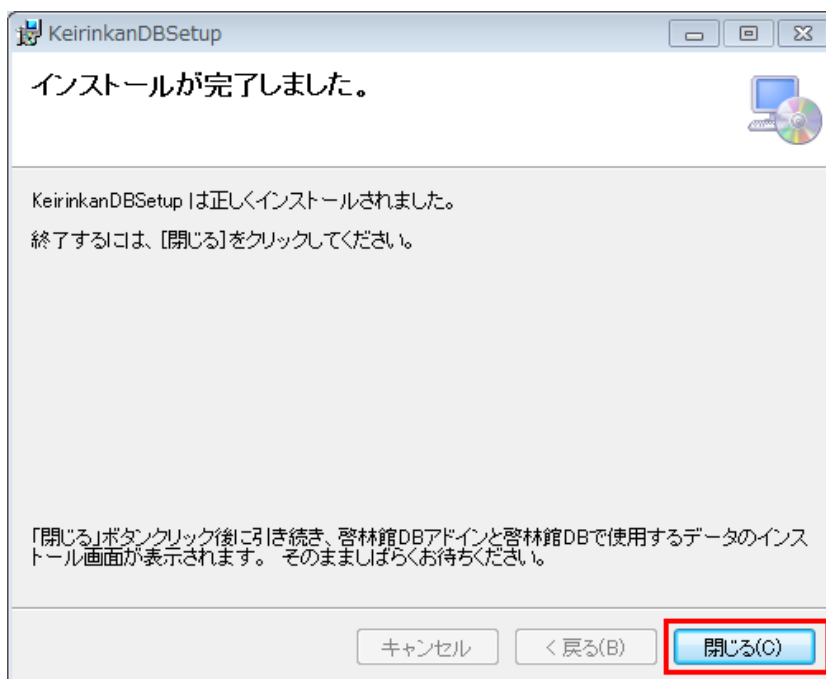 KeirinkanDBSetup
インストールが完了しました。
KeirinkanDBSetup は正しくインストールされました。
終了するには、[閉じる]をクリックしてください。
「閉じる」ボタンクリック後に引き続き、啓林館DBアドインと啓林館DBで使用するデータのインス
トール画面が表示されます。 そのまましばらくお待ちください。
キャンセル
< 戻る(B)
閉じる(C)